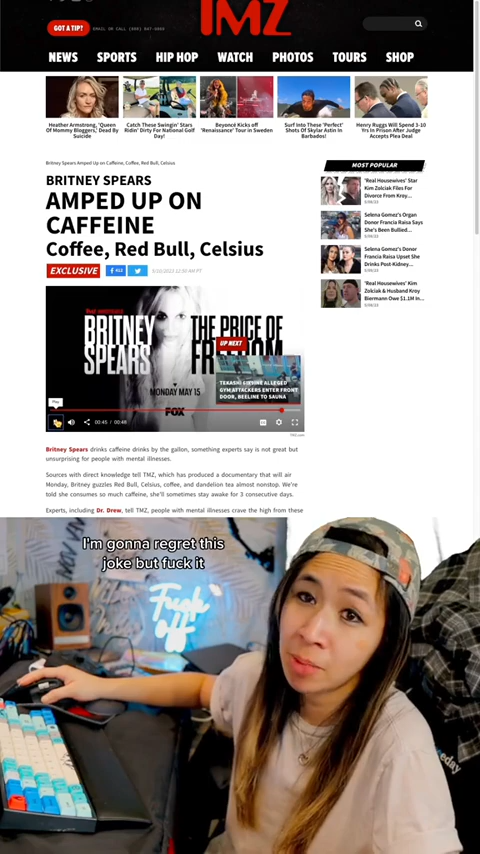 TMZ
GOT A TIP?
NEWS SPORTS HIP HOP WATCH PHOTOS TOURS SHOP
Heather Armstrong, 'Queen
Of Mommy Bloggers,' Dead By
Suicide
Catch These Swingin' Stars
Ridin' Dirty For National Golf
Day!
Beyoncé Kicks off
'Renaissance' Tour in Sweden
Surf Into These 'Perfect'
Shots Of Skylar Astin In
Barbados!
Henry Ruggs Will Spend 3-10
Yrs In Prison After Judge
Accepts Plea Deal
Britney Spears Amped Up on Caffeine, Coffee, Red Bull, Celsius
BRITNEY SPEARS
AMPED UP ON
CAFFEINE
Coffee, Red Bull, Celsius
EXCLUSIVE
BRITNEY
SPEARS
THE PRICE OF
MONDAY MAY 15
FOX
UP NEXT
TEKASHI 6IX9INE ALLEGED
GYM ATTACKERS ENTER FRONT
DOOR, BEELINE TO SAUNA
Play
00:45 / 00:48
TMZ.com
Britney Spears drinks caffeine drinks by the gallon, something experts say is not great but
unsurprising for people with mental illnesses.
Sources with direct knowledge tell TMZ, which has produced a documentary that will air
Monday, Britney guzzles Red Bull, Celsius, coffee, and dandelion tea almost nonstop. We're
told she consumes so much caffeine, she'll sometimes stay awake for 3 consecutive days.
Experts, including Dr. Drew, tell TMZ, people with mental illnesses crave the high from these
MOST POPULAR
'Real Housewives' Star
Kim Zolciak Files For
Divorce From Kroy...
Selena Gomez's Organ
Donor Francia Raisa Says
She's Been Bullied...
Selena Gomez's Donor
Francia Raisa Upset She
Drinks Post-Kidney...
'Real Housewives' Kim
Zolciak & Husband Kroy
Biermann Owe $1.1M In...
I'm gonna regret this
joke but fuck it
Fuck
off